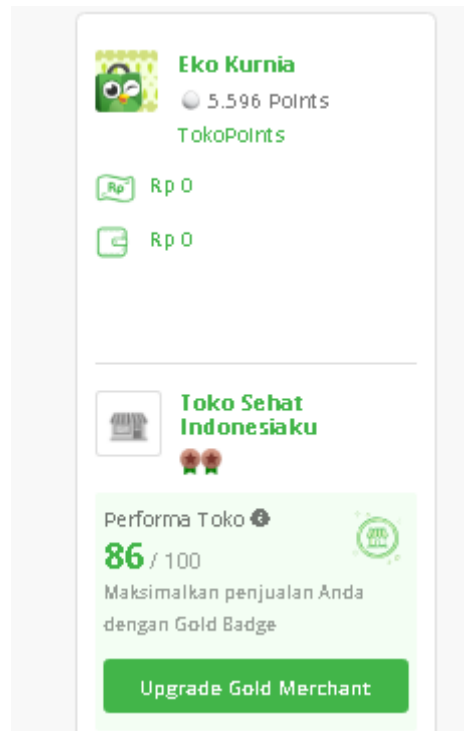 Eko Kurnia
5.596 Points
TokoPoints
Rp
Rp 0
Rp 0
Toko Sehat
Indonesiaku
Performa Toko
86 / 100
Maksimalkan penjualan Anda
dengan Gold Badge
Upgrade Gold Merchant